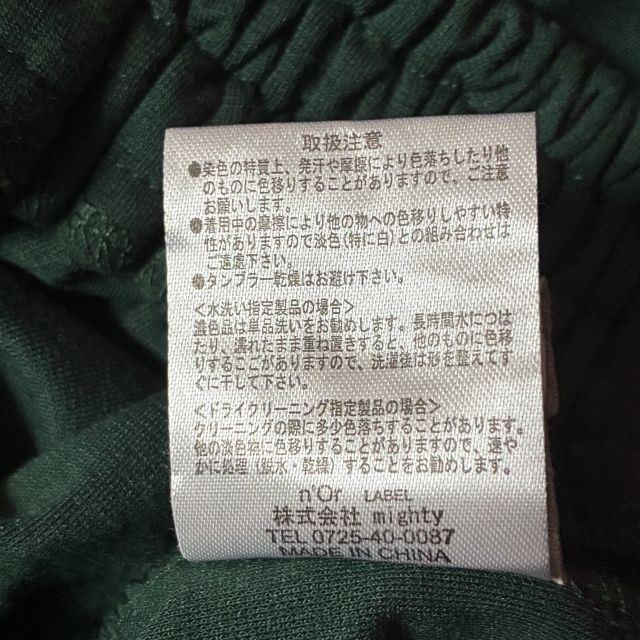 取扱注意
●染色の特質上、発汗や摩擦により色落ちしたり他
のものに色移りすることがありますので、ご注意
お願いします。
●着用中の摩擦により他の物への色移りしやすい特
性がありますので淡色(特に白)との組み合わせは
ご遠慮下さい。
●タンブラー乾燥はお避け下さい。
<水洗い指定製品の場合>
濃色品は単品洗いをお勧めします。長時間水につけ
たり、濡れたまま重ね置きすると、他のものに色移
りすることがありますので、洗濯後は形を整えてす
ぐに干して下さい。
<ドライクリーニング指定製品の場合>
クリーニングの際に多少色落ちすることがあります。
他の淡色物に色移りすることがありますので、速や
かに処理(脱水・乾燥)することをお勧めします。
n'Or LABEL
株式会社 mighty
TEL 0725-40-0087
MADE IN CHINA